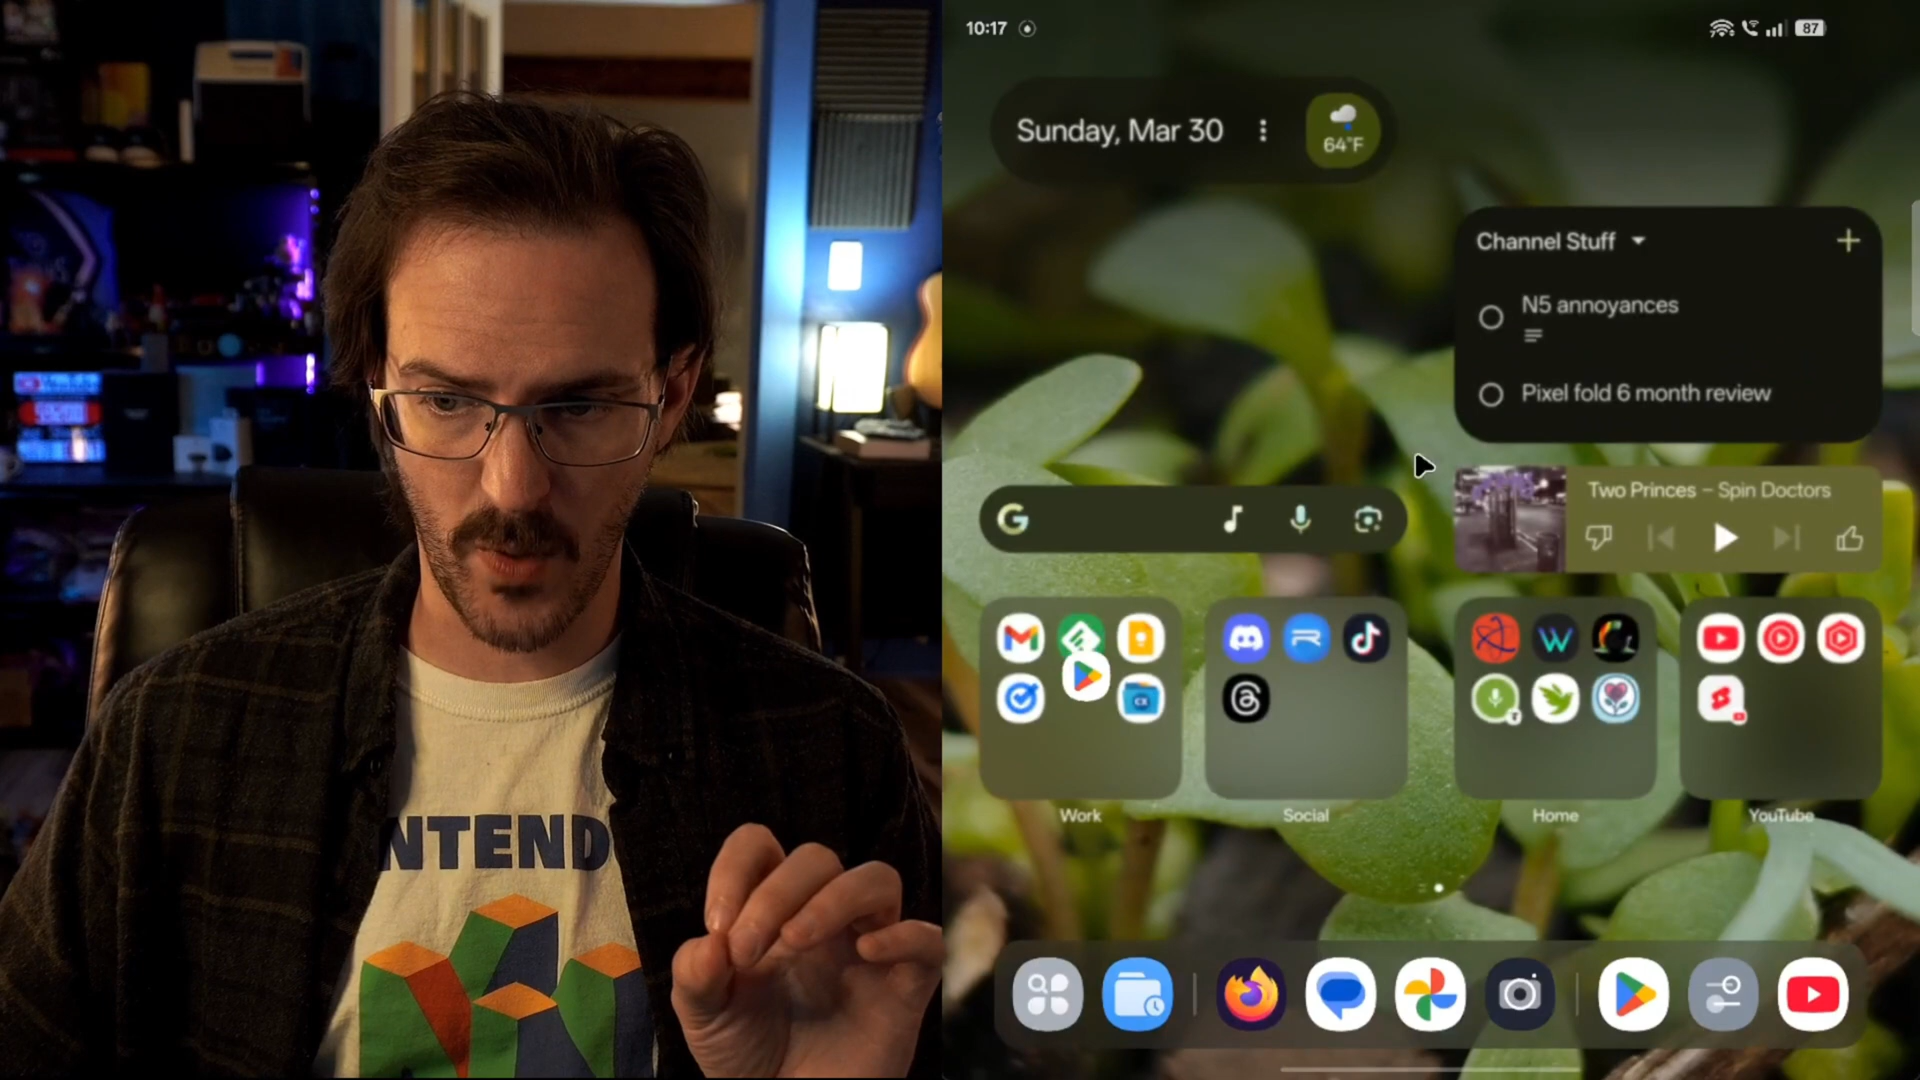 10:17
87
Sunday, Mar 30
64°F
Channel Stuff
N5 annoyances
Pixel fold 6 month review
Two Princes – Spin Doctors
Work
Social
Home
YouTube
NTEND